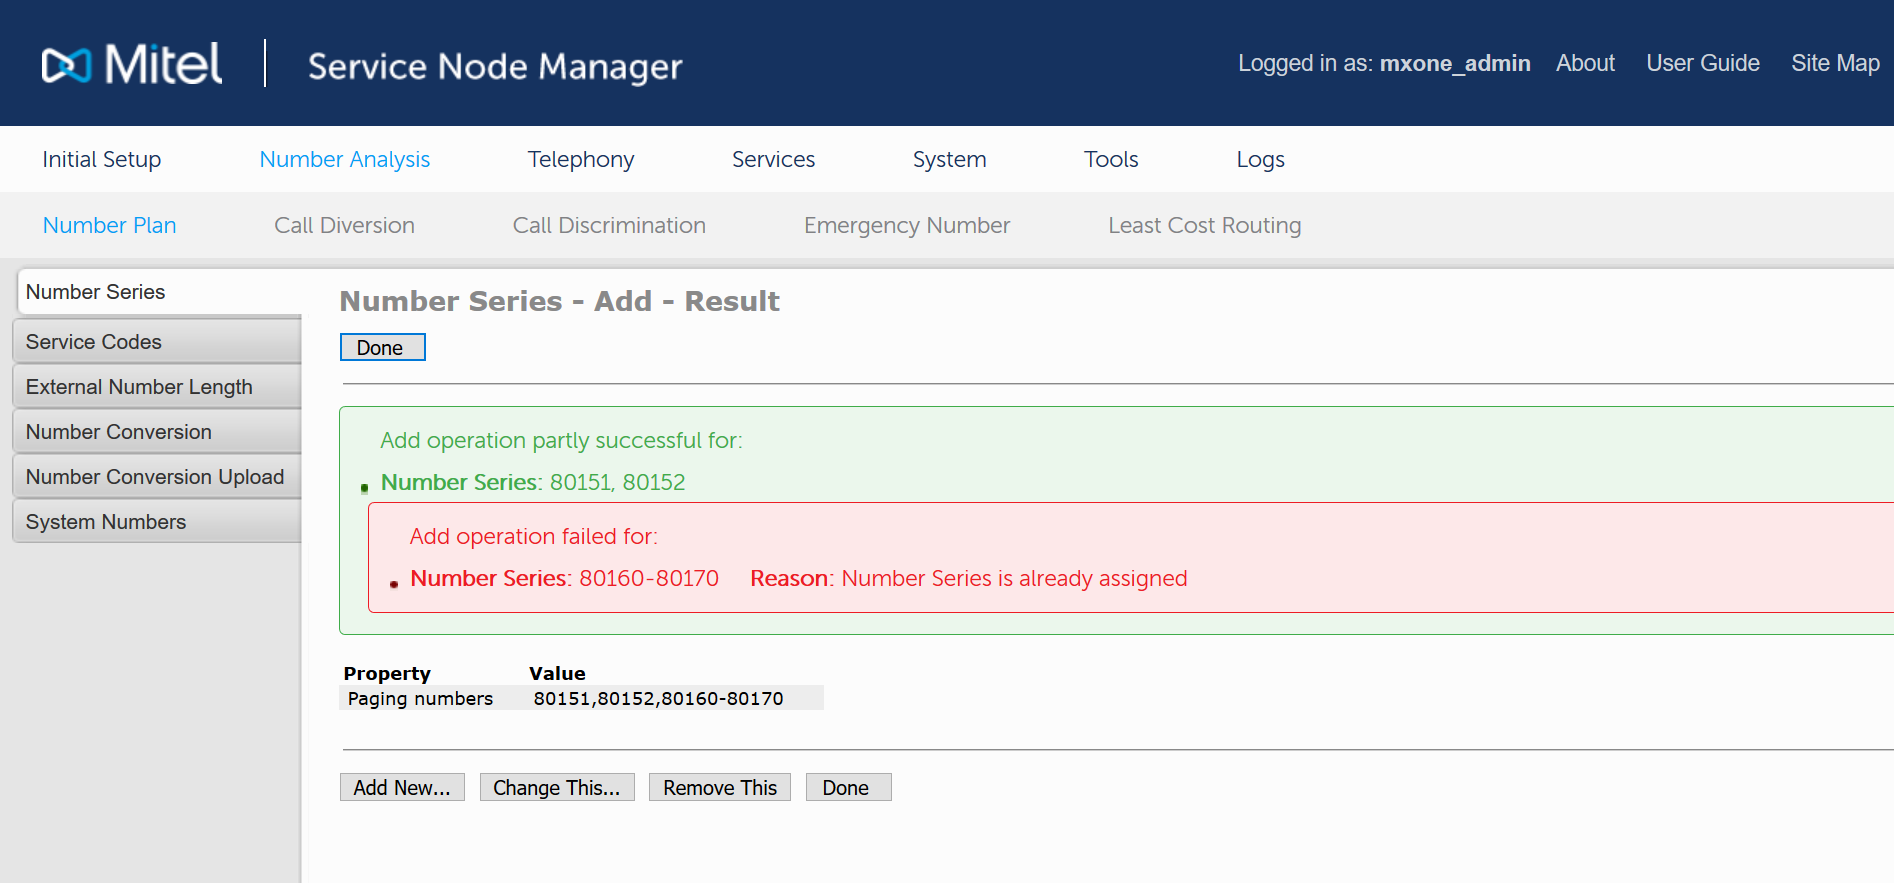 Mitel
Service Node Manager
Logged in as: mxone_admin About User Guide Site Map
Initial Setup Number Analysis Telephony Services System Tools Logs
Number Plan Call Diversion Call Discrimination Emergency Number Least Cost Routing
Number Series
Service Codes
External Number Length
Number Conversion
Number Conversion Upload
System Numbers
Number Series - Add - Result
Done
Add operation partly successful for:
Number Series: 80151, 80152
Add operation failed for:
Number Series: 80160-80170 Reason: Number Series is already assigned
Property Value
Paging numbers 80151,80152,80160-80170
Add New... Change This... Remove This Done